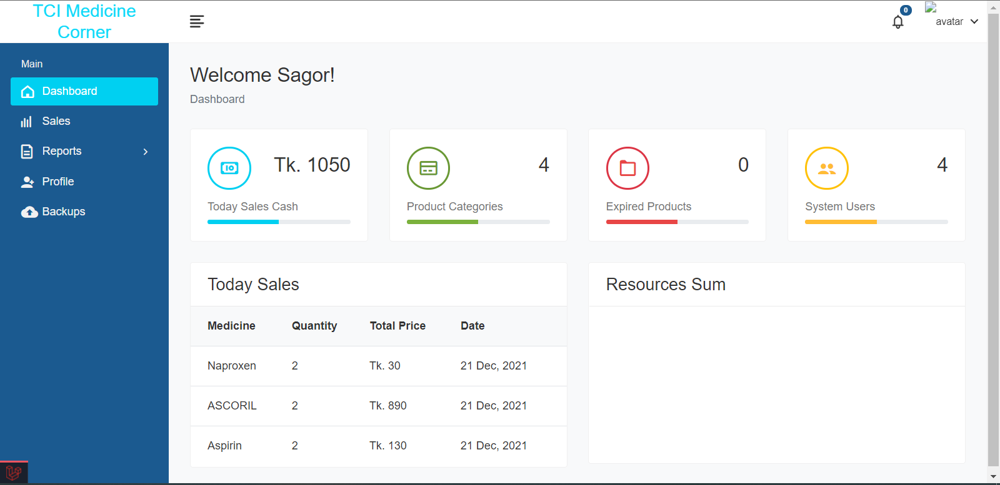 TCI Medicine
Corner
0
avatar
Main
Dashboard
Sales
Reports
Profile
Backups
Welcome Sagor!
Dashboard
Tk. 1050
Today Sales Cash
4
Product Categories
0
Expired Products
4
System Users
Today Sales
Medicine Quantity Total Price Date
Naproxen 2 Tk. 30 21 Dec, 2021
ASCORIL 2 Tk. 890 21 Dec, 2021
Aspirin 2 Tk. 130 21 Dec, 2021
Resources Sum